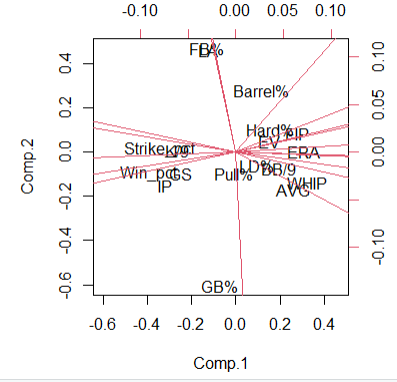 -0.10 0.00 0.05 0.10
FB%
LA
Barrel%
Hard%
FIP
EV
ERA
Strike_pct
K/9
LD%
BB/9
Win_pct
GS
Pull%
WHIP
IP
AVG
GB%
0.4
0.2
0.0
-0.2
-0.4
-0.6
Comp.2
0.10
0.05
0.00
-0.10
-0.6 -0.4 -0.2 0.0 0.2 0.4
Comp.1